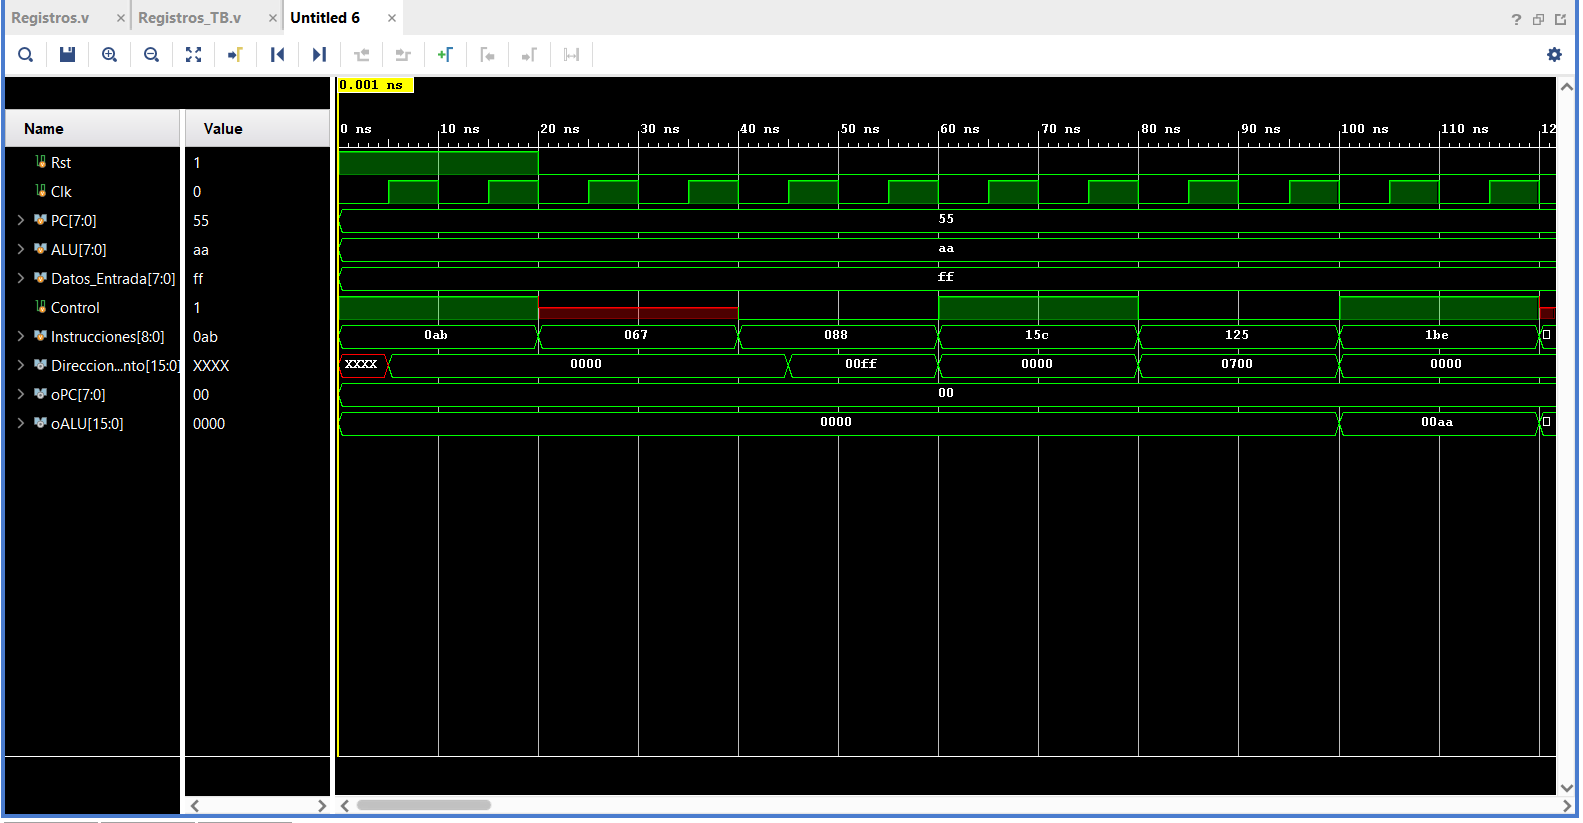 Registros.v × Registros_TB.v × Untitled 6 ×
?
0.001 ns
Name Value
0 ns 10 ns 20 ns 30 ns 40 ns 50 ns 60 ns 70 ns 80 ns 90 ns 100 ns 110 ns 12
Rst 1
Clk 0
PC[7:0] 55 55
ALU[7:0] aa aa
Datos_Entrada[7:0] ff ff
Control 1
Instrucciones[8:0] 0ab 0ab 067 088 15c 125 1be
Direccion...nto[15:0] XXXX XXXX 0000 00ff 0000 0700 0000
oPC[7:0] 00 00
oALU[15:0] 0000 0000 00aa